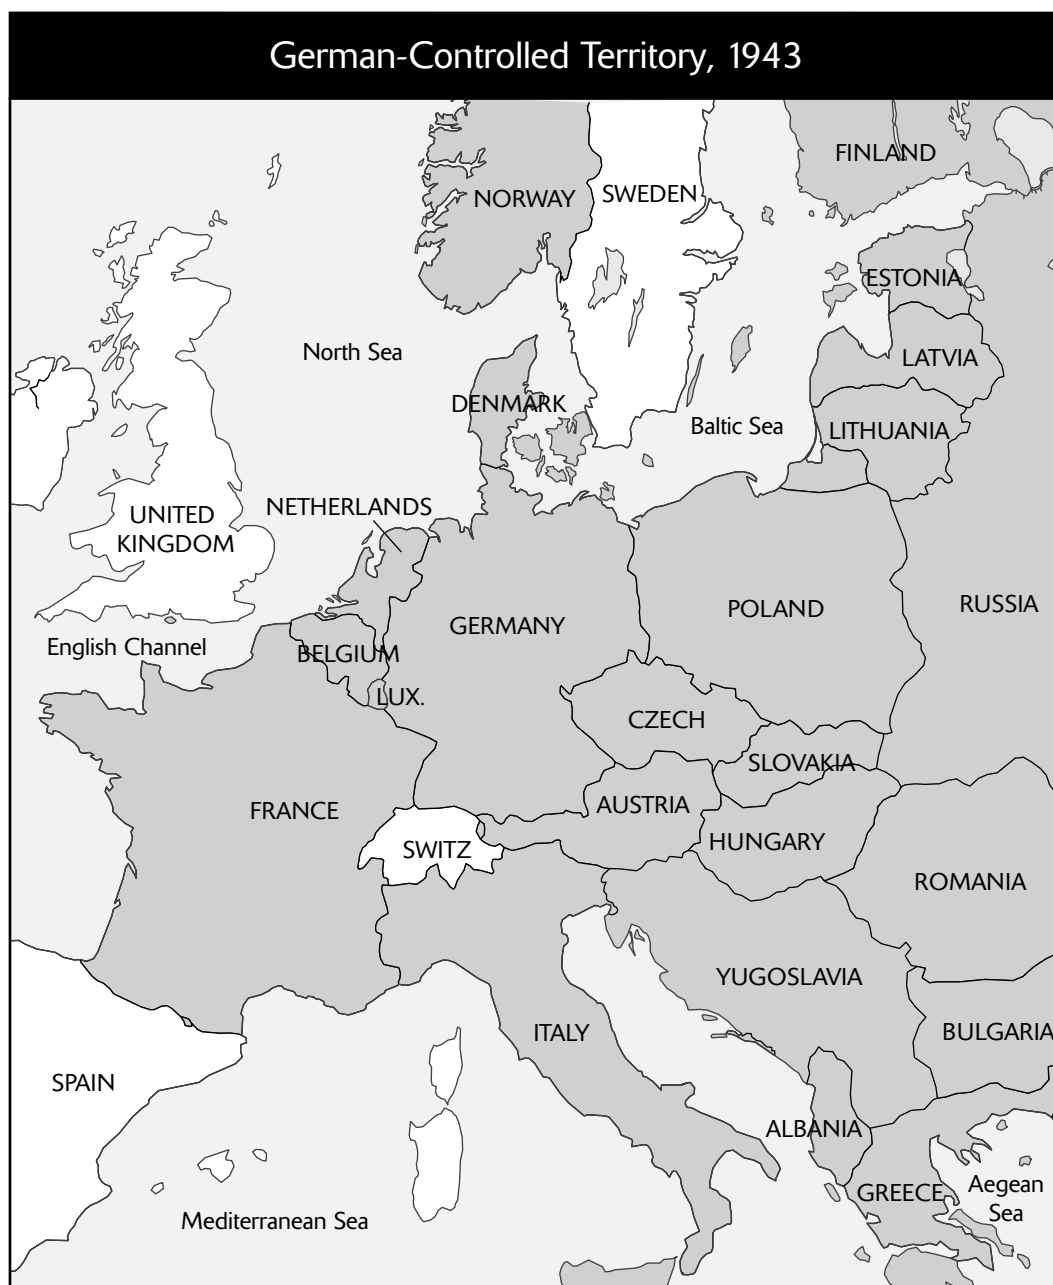 German-Controlled Territory, 1943
FINLAND
NORWAY
SWEDEN
ESTONIA
North Sea
LATVIA
DENMARK
Baltic Sea
LITHUANIA
NETHERLANDS
UNITED
KINGDOM
RUSSIA
POLAND
GERMANY
English Channel
BELGIUM
LUX.
CZECH
SLOVAKIA
AUSTRIA
FRANCE
HUNGARY
SWITZ
ROMANIA
YUGOSLAVIA
ITALY
BULGARIA
SPAIN
ALBANIA
Aegean
Sea
GREECE
Mediterranean Sea